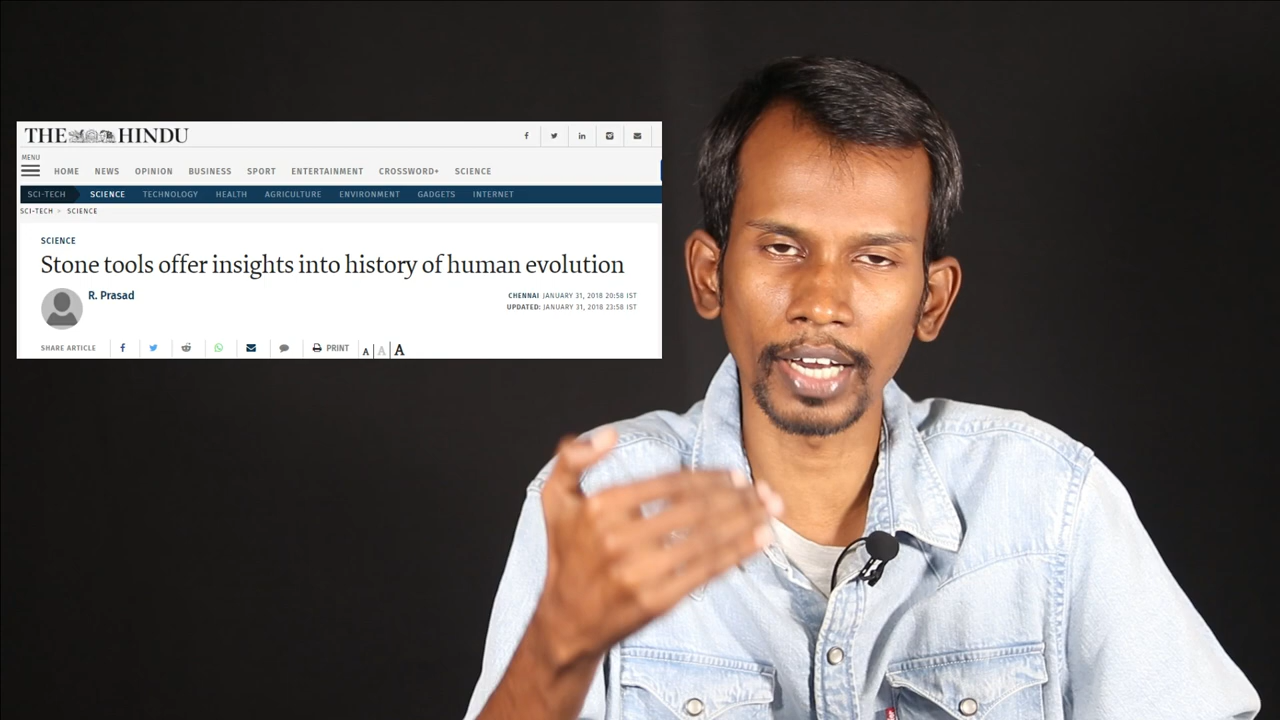 THE HINDU
MENU
HOME NEWS OPINION BUSINESS SPORT ENTERTAINMENT CROSSWORD+ SCIENCE
SCI-TECH SCIENCE TECHNOLOGY HEALTH AGRICULTURE ENVIRONMENT GADGETS INTERNET
SCI-TECH > SCIENCE
SCIENCE
Stone tools offer insights into history of human evolution
R. Prasad
CHENNAI JANUARY 31, 2018 20:58 IST
UPDATED: JANUARY 31, 2018 23:58 IST
SHARE ARTICLE PRINT A A A